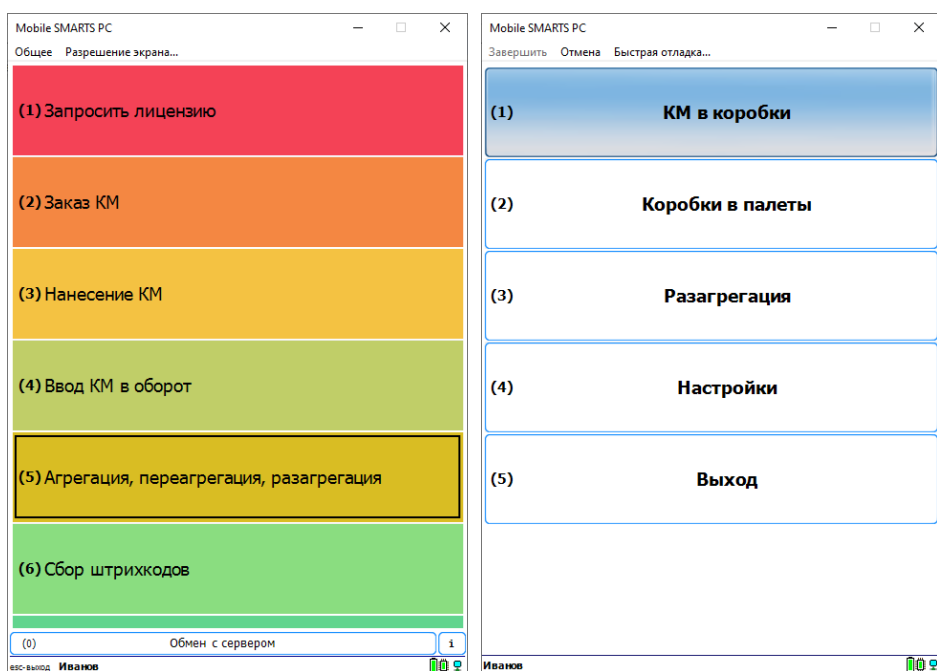 Mobile SMARTS PC
Общее Разрешение экрана...
(1) Запросить лицензию
(2) Заказ КМ
(3) Нанесение КМ
(4) Ввод КМ в оборот
(5) Агрегация, переагрегация, разагрегация
(6) Сбор штрихкодов
(0) Обмен с сервером i
esc-выход Иванов
Mobile SMARTS PC
Завершить Отмена Быстрая отладка...
(1) КМ в коробки
(2) Коробки в палеты
(3) Разагрегация
(4) Настройки
(5) Выход
Иванов